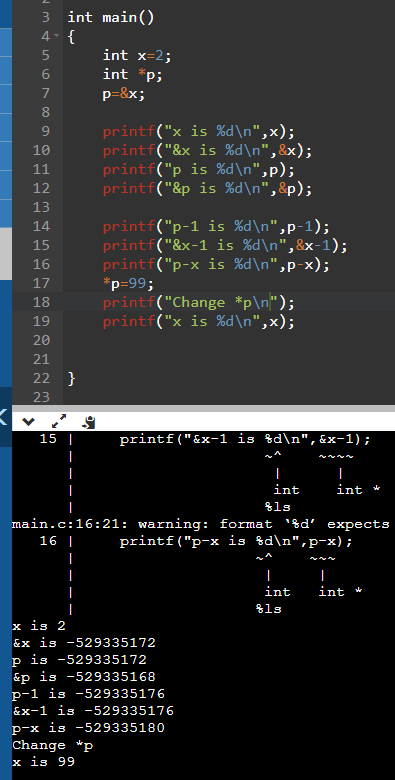 2
3 int main()
4 {
5 int x=2;
6 int *p;
7 p=&x;
8
9 printf("x is %d\n",x);
10 printf("&x is %d\n",&x);
11 printf("p is %d\n",p);
12 printf("&p is %d\n",&p);
13
14 printf("p-1 is %d\n",p-1);
15 printf("&x-1 is %d\n",&x-1);
16 printf("p-x is %d\n",p-x);
17 *p=99;
18 printf("Change *p\n");
19 printf("x is %d\n",x);
20
21
22 }
23
15 | printf("&x-1 is %d\n",&x-1);
| ~^ ~~~~
| | |
| int int *
| %ls
main.c:16:21: warning: format ‘%d’ expects
16 | printf("p-x is %d\n",p-x);
| ~^ ~~~
| | |
| int int *
| %ls
x is 2
&x is -529335172
p is -529335172
&p is -529335168
p-1 is -529335176
&x-1 is -529335176
p-x is -529335180
Change *p
x is 99